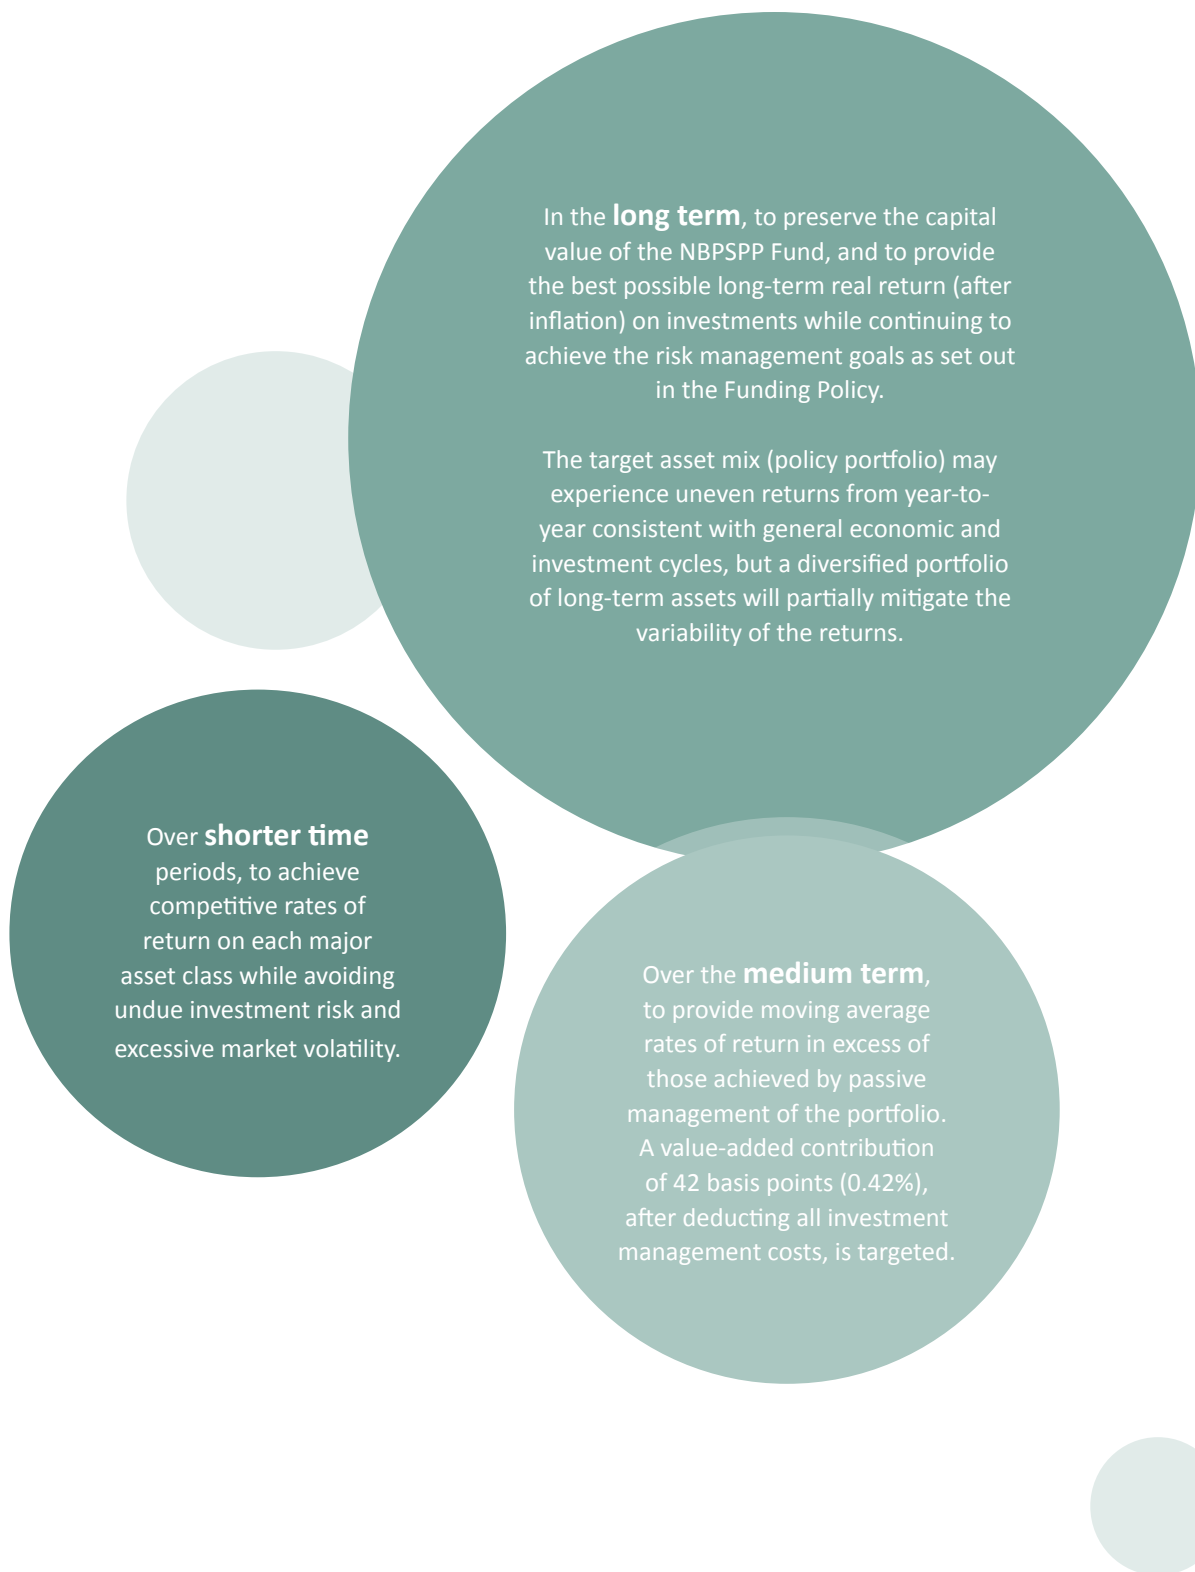 In the long term, to preserve the capital
value of the NBPSPP Fund, and to provide
the best possible long-term real return (after
inflation) on investments while continuing to
achieve the risk management goals as set out
in the Funding Policy.
The target asset mix (policy portfolio) may
experience uneven returns from year-to-
year consistent with general economic and
investment cycles, but a diversified portfolio
of long-term assets will partially mitigate the
variability of the returns.
Over shorter time
periods, to achieve
competitive rates of
return on each major
asset class while avoiding
undue investment risk and
excessive market volatility.
Over the medium term,
to provide moving average
rates of return in excess of
those achieved by passive
management of the portfolio.
A value-added contribution
of 42 basis points (0.42%),
after deducting all investment
management costs, is targeted.